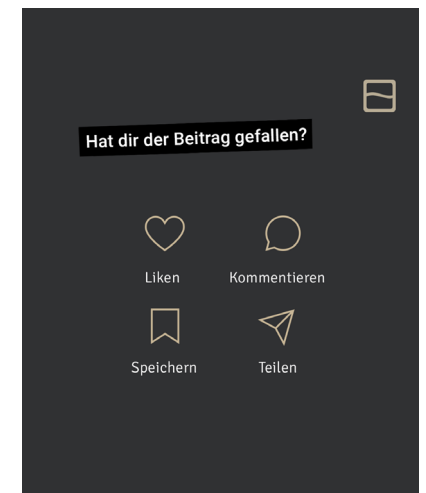 Hat dir der Beitrag gefallen?
Liken
Kommentieren
Speichern
Teilen